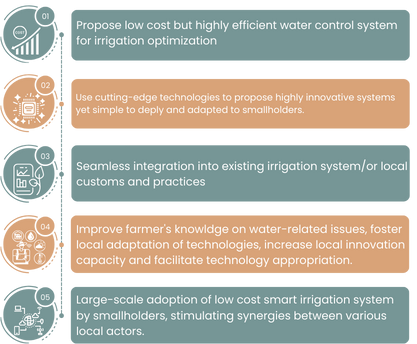 01
Propose low cost but highly efficient water control system
for irrigation optimization
02
Use cutting-edge technologies to propose highly innovative systems
yet simple to deply and adapted to smallholders.
03
Seamless integration into existing irrigation system/or local
customs and practices
04
Improve farmer's knowldge on water-related issues, foster
local adaptation of technologies, increase local innovation
capacity and facilitate technology appropriation.
05
Large-scale adoption of low cost smart irrigation system
by smallholders, stimulating synergies between various
local actors.